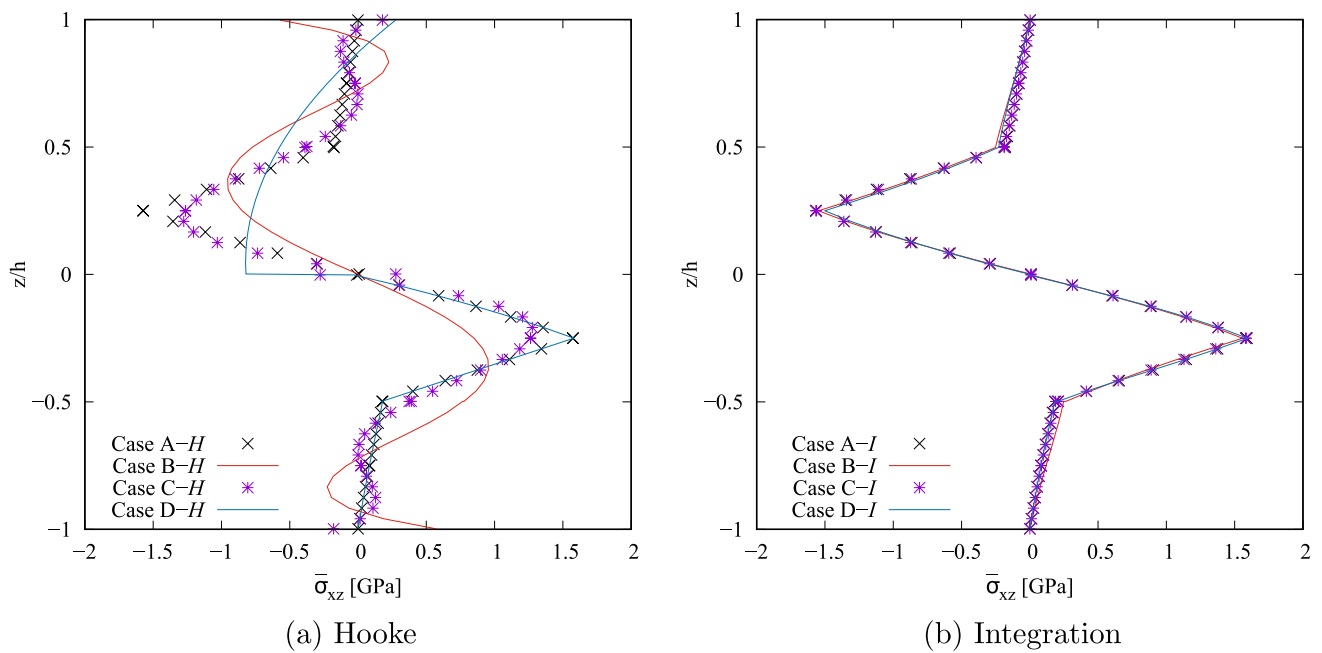 1
0.5
0
−0.5
−1
z/h
Case A−H
Case B−H
Case C−H
Case D−H
−2 −1.5 −1 −0.5 0 0.5 1 1.5 2
σ̅xz [GPa]
(a) Hooke
1
0.5
0
−0.5
−1
z/h
Case A−I
Case B−I
Case C−I
Case D−I
−2 −1.5 −1 −0.5 0 0.5 1 1.5 2
σ̅xz [GPa]
(b) Integration